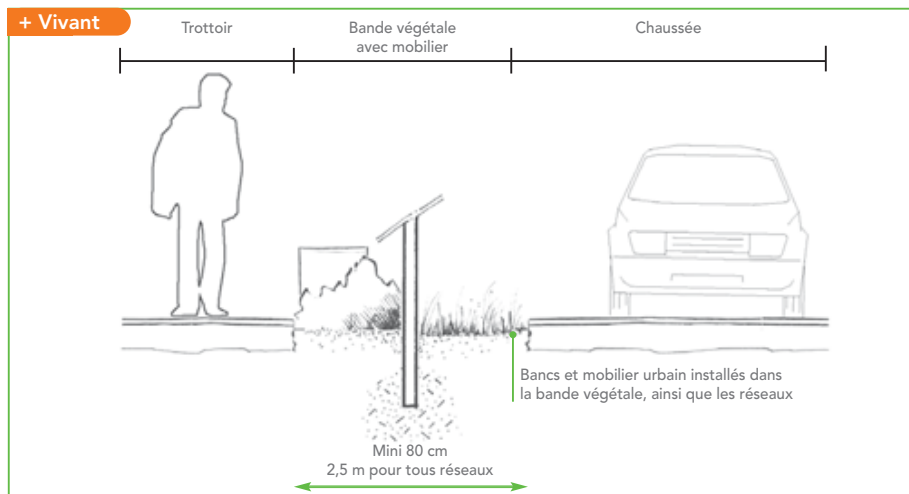 + Vivant
Trottoir
Bande végétale
avec mobilier
Chaussée
Bancs et mobilier urbain installés dans
la bande végétale, ainsi que les réseaux
Mini 80 cm
2,5 m pour tous réseaux